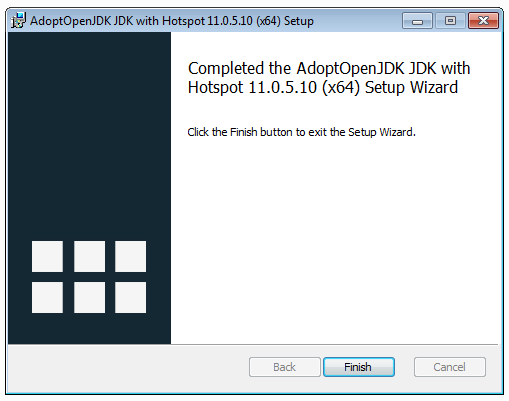 AdoptOpenJDK JDK with Hotspot 11.0.5.10 (x64) Setup
Completed the AdoptOpenJDK JDK with
Hotspot 11.0.5.10 (x64) Setup Wizard
Click the Finish button to exit the Setup Wizard.
Back
Finish
Cancel